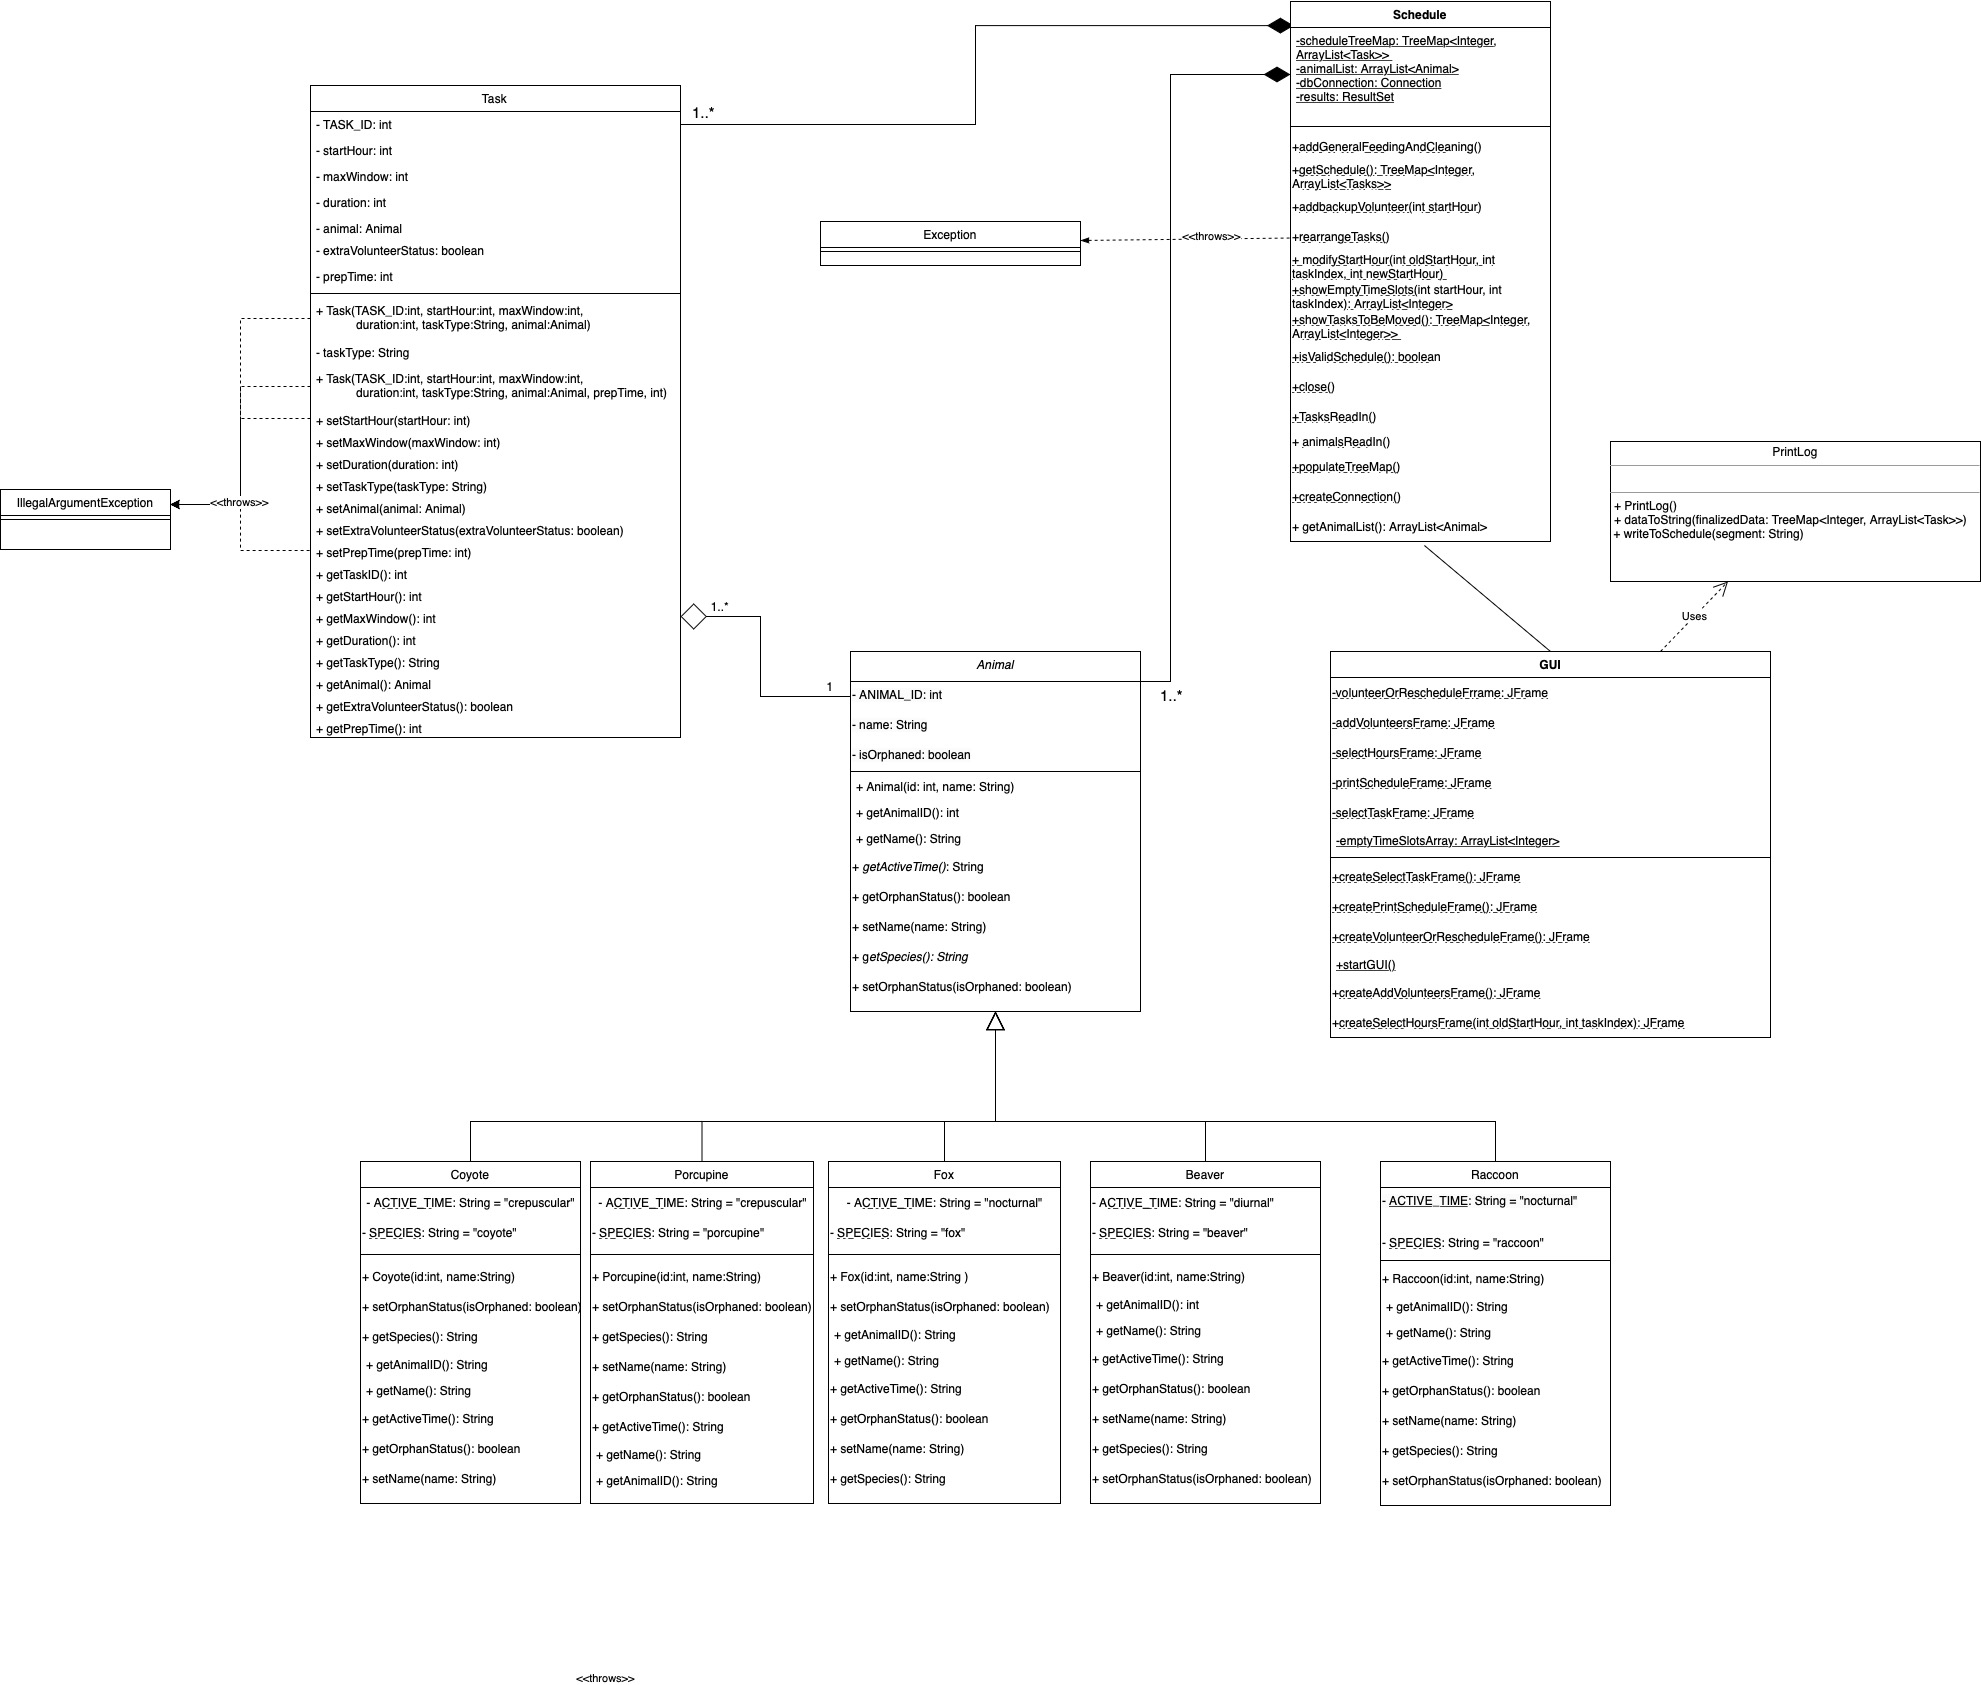 Schedule
-scheduleTreeMap: TreeMap<Integer,
ArrayList<Task>>
-animalList: ArrayList<Animal>
-dbConnection: Connection
-results: ResultSet
+addGeneralFeedingAndCleaning()
+getSchedule(): TreeMap<Integer,
ArrayList<Tasks>>
+addbackupVolunteer(int startHour)
+rearrangeTasks()
+ modifyStartHour(int oldStartHour, int
taskIndex, int newStartHour)
+showEmptyTimeSlots(int startHour, int
taskIndex): ArrayList<Integer>
+showTasksToBeMoved(): TreeMap<Integer,
ArrayList<Integer>>
+isValidSchedule(): boolean
+close()
+TasksReadIn()
+ animalsReadIn()
+populateTreeMap()
+createConnection()
+ getAnimalList(): ArrayList<Animal>
1..*
Task
- TASK_ID: int
- startHour: int
- maxWindow: int
- duration: int
- animal: Animal
- extraVolunteerStatus: boolean
- prepTime: int
+ Task(TASK_ID:int, startHour:int, maxWindow:int,
duration:int, taskType:String, animal:Animal)
- taskType: String
+ Task(TASK_ID:int, startHour:int, maxWindow:int,
duration:int, taskType:String, animal:Animal, prepTime, int)
+ setStartHour(startHour: int)
+ setMaxWindow(maxWindow: int)
+ setDuration(duration: int)
+ setTaskType(taskType: String)
+ setAnimal(animal: Animal)
+ setExtraVolunteerStatus(extraVolunteerStatus: boolean)
+ setPrepTime(prepTime: int)
+ getTaskID(): int
+ getStartHour(): int
+ getMaxWindow(): int
+ getDuration(): int
+ getTaskType(): String
+ getAnimal(): Animal
+ getExtraVolunteerStatus(): boolean
+ getPrepTime(): int
Exception
<<throws>>
IllegalArgumentException
<<throws>>
PrintLog
+ PrintLog()
+ dataToString(finalizedData: TreeMap<Integer, ArrayList<Task>>)
+ writeToSchedule(segment: String)
Uses
1..*
1
1..*
Animal
- ANIMAL_ID: int
- name: String
- isOrphaned: boolean
+ Animal(id: int, name: String)
+ getAnimalID(): int
+ getName(): String
+ getActiveTime(): String
+ getOrphanStatus(): boolean
+ setName(name: String)
+ getSpecies(): String
+ setOrphanStatus(isOrphaned: boolean)
GUI
-volunteerOrRescheduleFrrame: JFrame
-addVolunteersFrame: JFrame
-selectHoursFrame: JFrame
-printScheduleFrame: JFrame
-selectTaskFrame: JFrame
-emptyTimeSlotsArray: ArrayList<Integer>
+createSelectTaskFrame(): JFrame
+createPrintScheduleFrame(): JFrame
+createVolunteerOrRescheduleFrame(): JFrame
+startGUI()
+createAddVolunteersFrame(): JFrame
+createSelectHoursFrame(int oldStartHour, int taskIndex): JFrame
Coyote
- ACTIVE_TIME: String = "crepuscular"
- SPECIES: String = "coyote"
+ Coyote(id:int, name:String)
+ setOrphanStatus(isOrphaned: boolean)
+ getSpecies(): String
+ getAnimalID(): String
+ getName(): String
+ getActiveTime(): String
+ getOrphanStatus(): boolean
+ setName(name: String)
Porcupine
- ACTIVE_TIME: String = "crepuscular"
- SPECIES: String = "porcupine"
+ Porcupine(id:int, name:String)
+ setOrphanStatus(isOrphaned: boolean)
+ getSpecies(): String
+ setName(name: String)
+ getOrphanStatus(): boolean
+ getActiveTime(): String
+ getName(): String
+ getAnimalID(): String
Fox
- ACTIVE_TIME: String = "nocturnal"
- SPECIES: String = "fox"
+ Fox(id:int, name:String )
+ setOrphanStatus(isOrphaned: boolean)
+ getAnimalID(): String
+ getName(): String
+ getActiveTime(): String
+ getOrphanStatus(): boolean
+ setName(name: String)
+ getSpecies(): String
Beaver
- ACTIVE_TIME: String = "diurnal"
- SPECIES: String = "beaver"
+ Beaver(id:int, name:String)
+ getAnimalID(): int
+ getName(): String
+ getActiveTime(): String
+ getOrphanStatus(): boolean
+ setName(name: String)
+ getSpecies(): String
+ setOrphanStatus(isOrphaned: boolean)
Raccoon
- ACTIVE_TIME: String = "nocturnal"
- SPECIES: String = "raccoon"
+ Raccoon(id:int, name:String)
+ getAnimalID(): String
+ getName(): String
+ getActiveTime(): String
+ getOrphanStatus(): boolean
+ setName(name: String)
+ getSpecies(): String
+ setOrphanStatus(isOrphaned: boolean)
<<throws>>